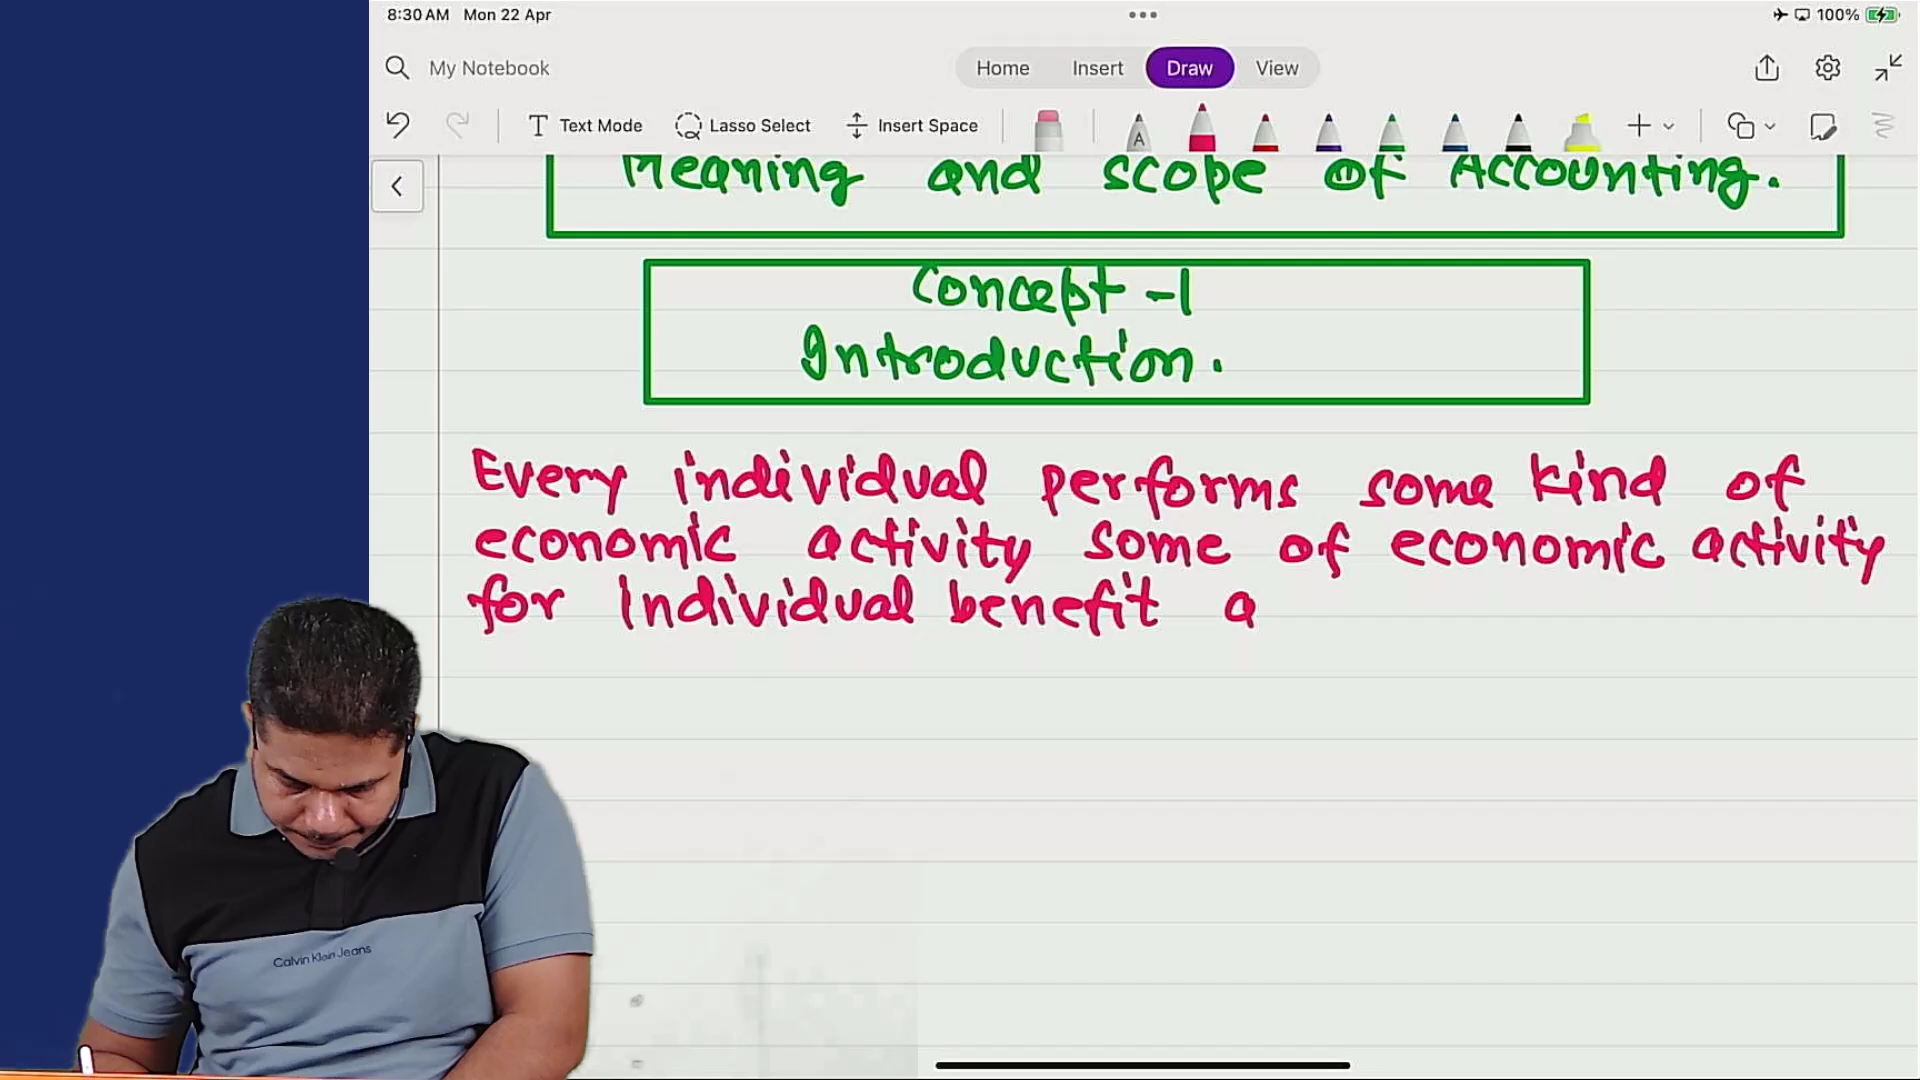 8:30 AM Mon 22 Apr
100%
My Notebook
Home Insert Draw View
Text Mode Lasso Select Insert Space
A
Meaning and scope of Accounting.
Concept -1
Introduction.
Every individual performs some kind of
economic activity some of economic activity
for individual benefit a
Calvin Klein Jeans